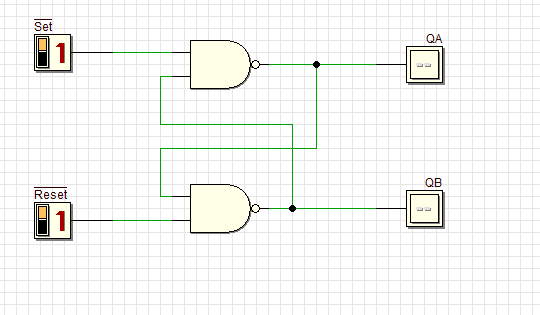 Set
1
QA
--
Reset
1
QB
--